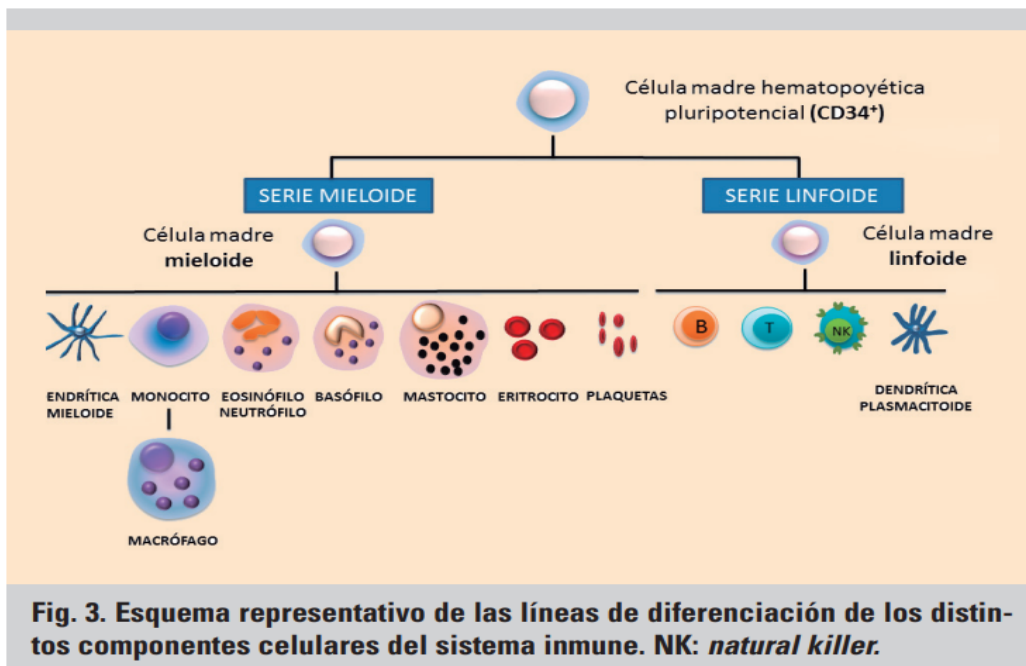 Célula madre hematopoyética
pluripotencial (CD34⁺)
SERIE MIELOIDE
SERIE LINFOIDE
Célula madre
mieloide
Célula madre
linfoide
B
T
NK
ENDRÍTICA
MIELOIDE
MONOCITO
EOSINÓFILO
NEUTRÓFILO
BASÓFILO
MASTOCITO
ERITROCITO
PLAQUETAS
DENDRÍTICA
PLASMACITOIDE
MACRÓFAGO
Fig. 3. Esquema representativo de las líneas de diferenciación de los distin-
tos componentes celulares del sistema inmune. NK: natural killer.